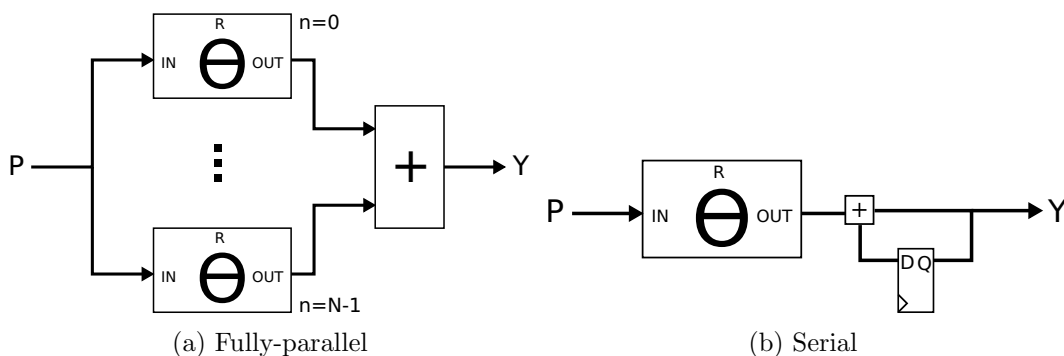 R n=0
IN Θ OUT
P + Y
R
IN Θ OUT
n=N-1
(a) Fully-parallel
R
P IN Θ OUT + Y
D Q
(b) Serial